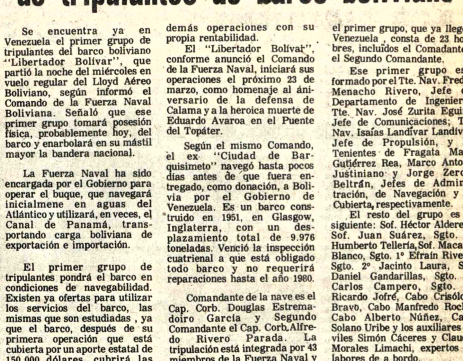 de tripulantes de barco boliviano
Se encuentra ya en
Venezuela el primer grupo de
tripulantes del barco boliviano
"Libertador Bolívar", que
partió la noche del miércoles en
vuelo regular del Lloyd Aéreo
Boliviano, según informó el
Comando de la Fuerza Naval
Boliviana. Señaló que ese
primer grupo tomará posesión
física, probablemente hoy, del
barco y enarbolará en su mástil
mayor la bandera nacional.
La Fuerza Naval ha sido
encargada por el Gobierno para
operar el buque, que navegará
inicialmene en aguas del
Atlántico y utilizará, en veces, el
Canal de Panamá, trans-
portando carga boliviana de
exportación e importación.
El primer grupo de
tripulantes pondrá el barco en
condiciones de navegabilidad.
Existen ya ofertas para utilizar
los servicios del barco, las
mismas que son estudiadas y ya
que el barco, después de su
primera operación que está
cubierta por un aporte estatal de
150.000 dólares, cubrirá las
demás operaciones con su
propia rentabilidad.
El "Libertador Bolívar",
conforme anunció el Comando
de la Fuerza Naval, iniciará sus
operaciones el próximo 23 de
marzo, como homenaje al áni-
versario de la defensa de
Calama y a la heroica muerte de
Eduardo Avaroa en el Puente
del Topáter.
Según el mismo Comando,
el ex "Ciudad de Bar-
quisimeto" navegó hasta pocos
días antes de que fuera en-
tregado, como donación, a Boli-
via por el Gobierno de
Venezuela. Es un barco cons-
truido en 1951, en Glasgow,
Inglaterra, con un des-
plazamiento total de 9.976
toneladas. Venció la inspección
cuatrienal a que está obligado
todo barco y no requerirá
reparaciones hasta el año 1980.
Comandante de la nave es el
Cap. Corb. Douglas Estrema-
doiro García y Segundo
Comandante el Cap. Corb. Alfre-
do Rivero Parada. La
tripulación está integrada por 43
miembros de la Fuerza Naval y
el primer grupo, que ya lleg
Venezuela , consta de 23 ho
bres, incluídos el Comadante
el Segundo Comandante.
Ese primer grupo es
formado por el Tte. Nav. Fred
Menacho Rivero, Jefe d
Departamento de Ingenier
Tte. Nav. José Zurita Egui
Jefe de Comunicaciones; T
Nav. Isaías Landívar Landív
Jefe de Propulsión, y
Tenientes de Fragata Ma
Gutiérrez Rea, Marco Anto
Justiniano y Jorge Zero
Beltrán, Jefes de Admini
tración, de Navegación y
Cubierta, respectivamente.
El resto del grupo es
siguiente: Sof. Héctor Aldere
Sof. Juan Suárez, Sgto.
Humberto Tellería, Sof. Maca
Blanco, Sgto. 1º Efraín Rive
Sgto. 2º Jacinto Laura, S
Daniel Gandarillas, Sgto.
Carlos Campero, Sgto.
Ricardo Jofré, Cabo Crisdo
Bravo, Cabo Manfredo Roch
Cabo Alberto Núñez, Ca
Solano Uribe y los auxiliares
viles Simón Cáceres y Clau
Morales Limachi, expertos
labores a bordo.